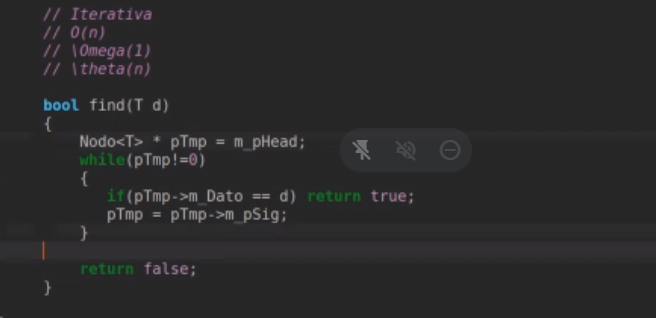 // Iterativa
// O(n)
// \Omega(1)
// \theta(n)
bool find(T d)
{
Nodo<T> * pTmp = m_pHead;
while(pTmp!=0)
{
if(pTmp->m_Dato == d) return true;
pTmp = pTmp->m_pSig;
}
return false;
}